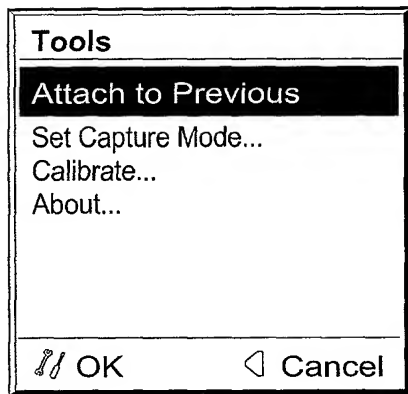 Tools
Attach to Previous
Set Capture Mode...
Calibrate...
About...
OK Cancel